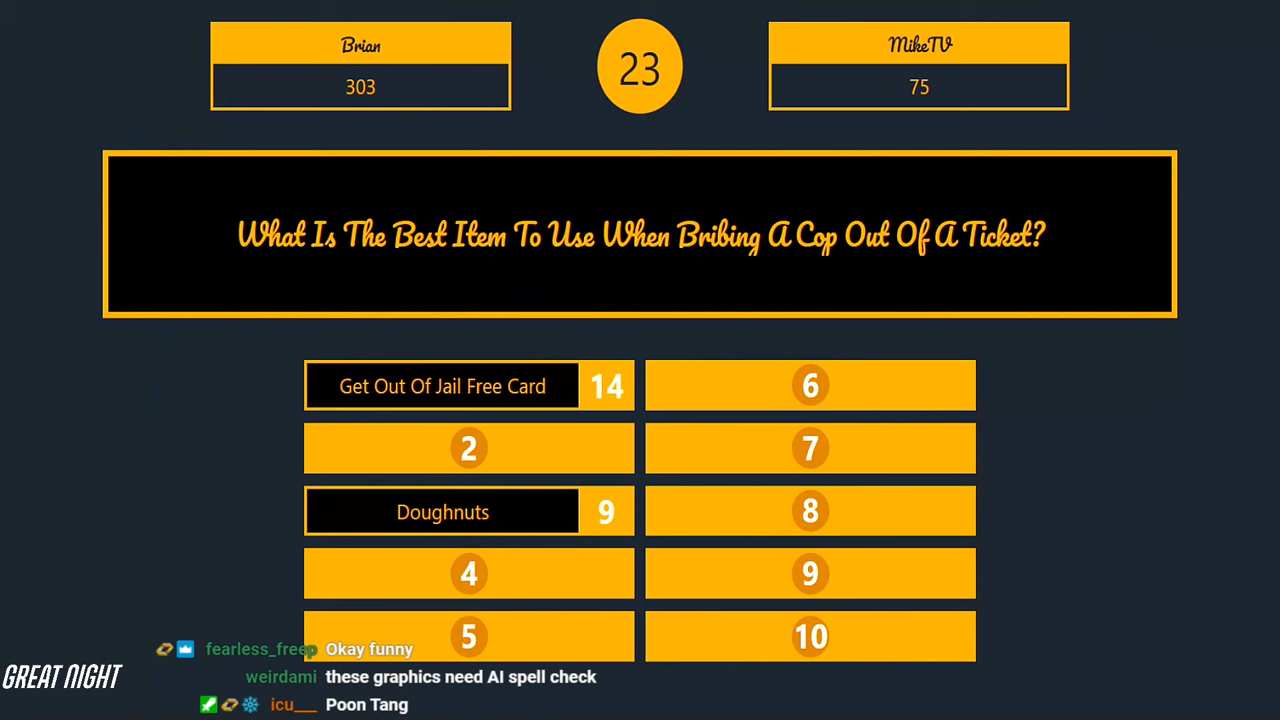 Brian
303
23
MikeTV
75
What Is The Best Item To Use When Bribing A Cop Out Of A Ticket?
Get Out Of Jail Free Card 14
2
Doughnuts 9
4
5
6
7
8
9
10
fearless_freep Okay funny
weirdami these graphics need AI spell check
icu___ Poon Tang
GREAT NIGHT